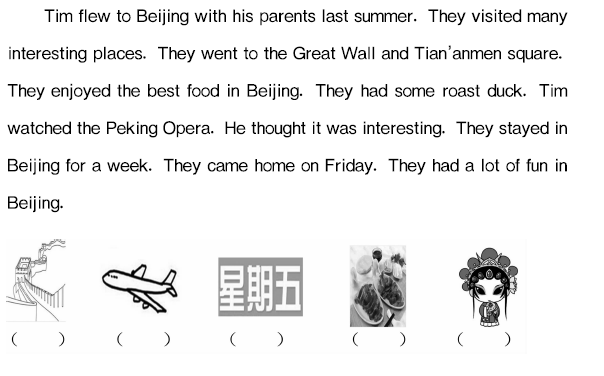 Tim flew to Beijing with his parents last summer. They visited many
interesting places. They went to the Great Wall and Tian'anmen square.
They enjoyed the best food in Beijing. They had some roast duck. Tim
watched the Peking Opera. He thought it was interesting. They stayed in
Beijing for a week. They came home on Friday. They had a lot of fun in
Beijing.
星期五
( ) ( ) ( ) ( ) ( )